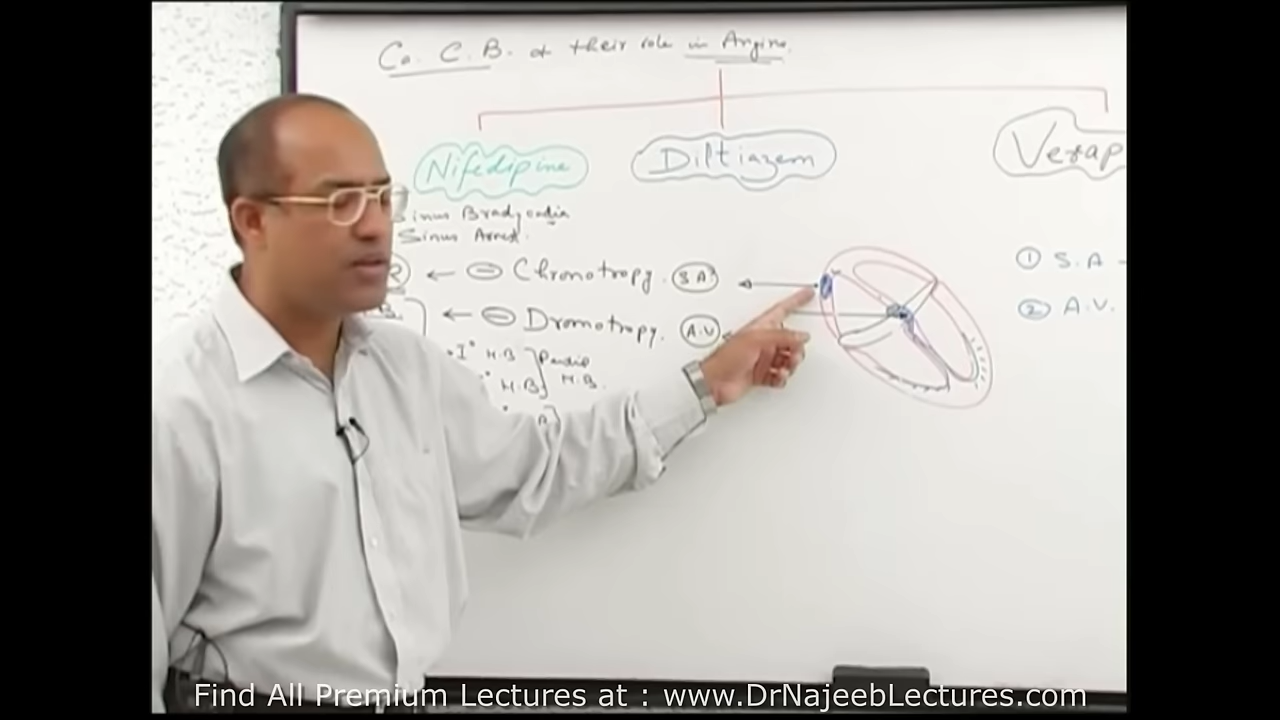 Ca. C. B. & their role in Angina.
Nifedipine
Diltiazem
Verap
Sinus Bradycardia
Sinus Arrest.
← ⊖ Chronotropy. S.A
← ⊖ Dromotropy. A.V
I° H.B
° H.B
H.B.
① S.A -
② A.V.
Find All Premium Lectures at : www.DrNajeebLectures.com